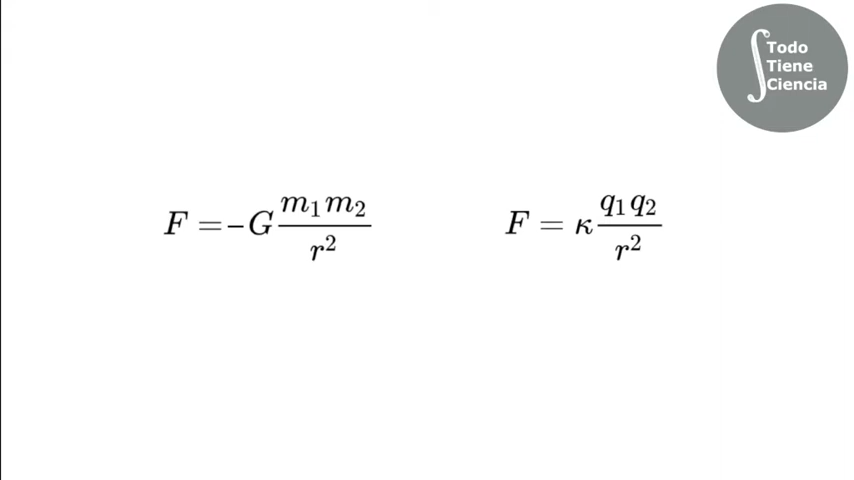 Todo
Tiene
Ciencia
F = –G m₁m₂ / r²
F = κ q₁q₂ / r²